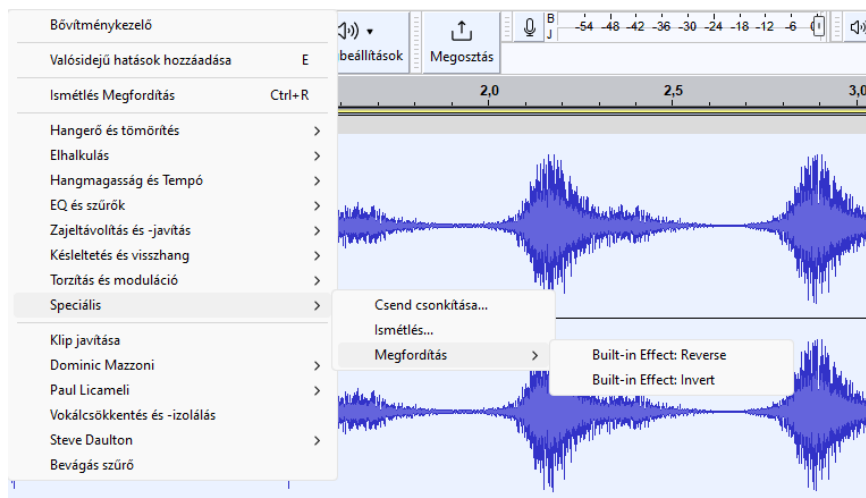 Bővítménykezelő
Valósidejű hatások hozzáadása E
Ismétlés Megfordítás Ctrl+R
Hangerő és tömörítés
Elhalkulás
Hangmagasság és Tempó
EQ és szűrők
Zajeltávolítás és -javítás
Késleltetés és visszhang
Torzítás és moduláció
Speciális
Klip javítása
Dominic Mazzoni
Paul Licameli
Vokálcsökkentés és -izolálás
Steve Daulton
Bevágás szűrő
Csend csonkítása...
Ismétlés...
Megfordítás
Built-in Effect: Reverse
Built-in Effect: Invert
beállítások
Megosztás
B
J
-54 -48 -42 -36 -30 -24 -18 -12 -6
2,0 2,5 3,0